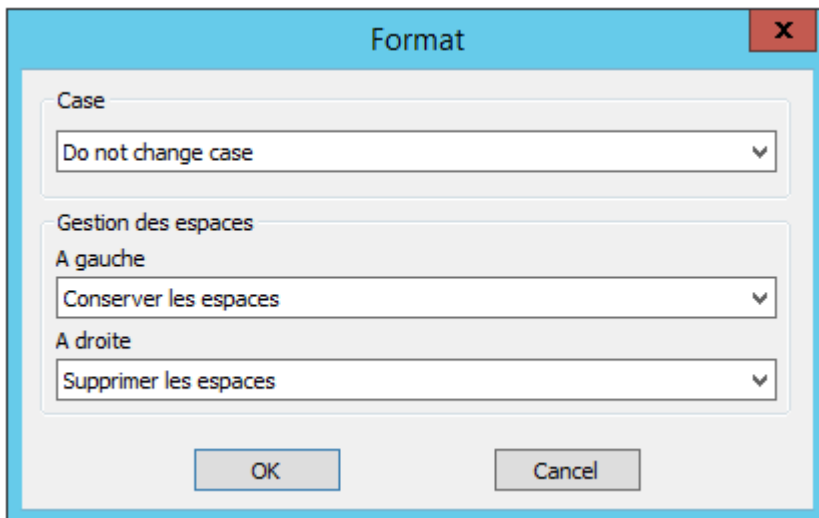 Format
x
Case
Do not change case
Gestion des espaces
A gauche
Conserver les espaces
A droite
Supprimer les espaces
OK
Cancel